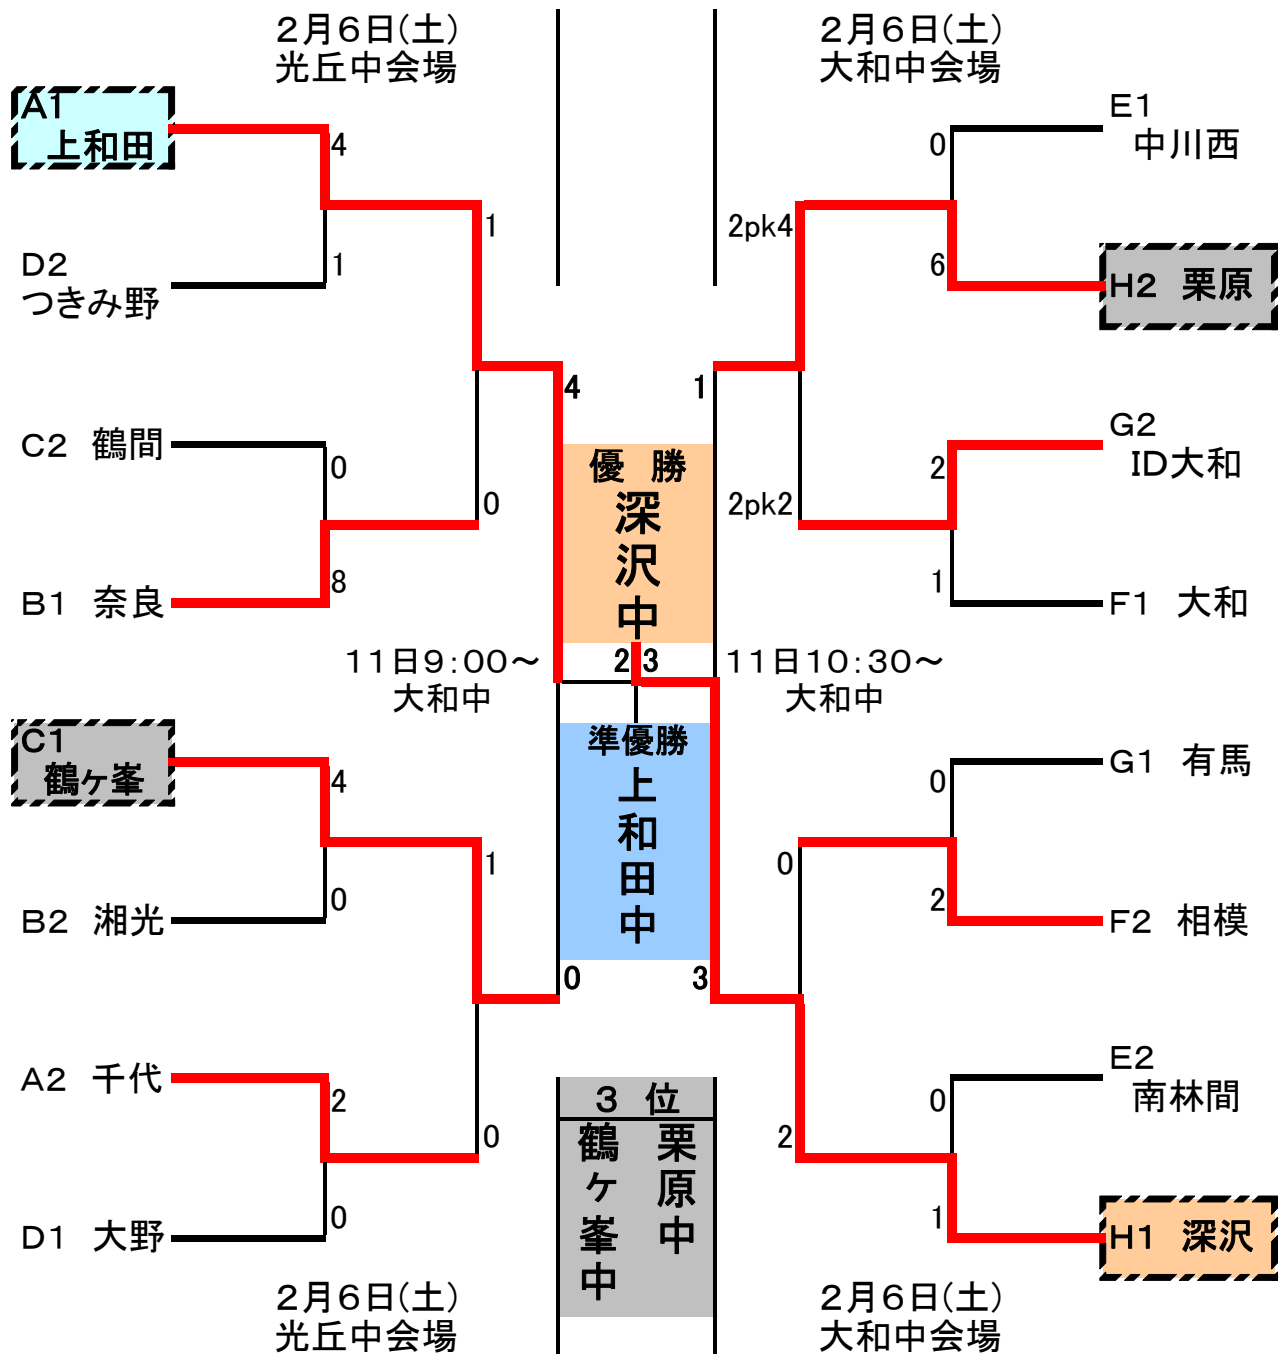 2月6日(土)
光丘中会場
2月6日(土)
大和中会場
A1
上和田
4
D2
つきみ野
1
1
C2 鶴間
0
B1 奈良
8
0
4
E1
中川西
0
H2 栗原
6
2pk4
G2
ID大和
2
F1 大和
1
2pk2
1
優 勝
深沢中
2 3
11日9:00~
大和中
11日10:30~
大和中
準優勝
上和田中
C1
鶴ヶ峯
4
B2 湘光
0
1
A2 千代
2
D1 大野
0
0
0
G1 有馬
0
F2 相模
2
0
E2
南林間
0
H1 深沢
1
2
3
3 位
鶴ヶ峯中
栗原中
2月6日(土)
光丘中会場
2月6日(土)
大和中会場